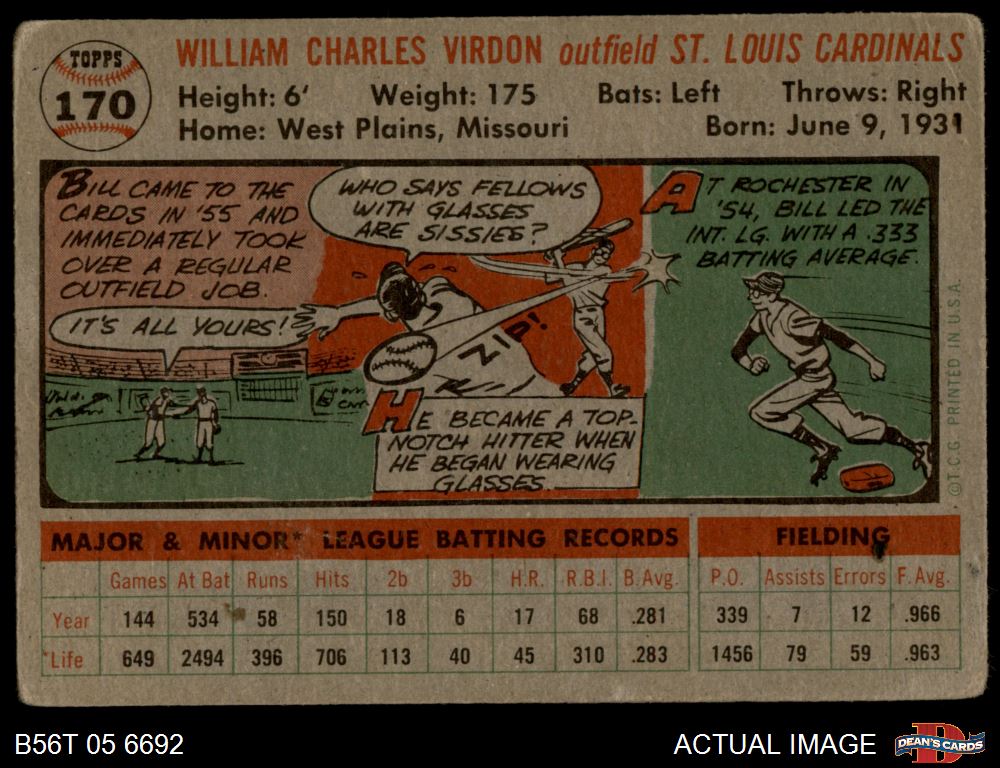 TOPPS
170
WILLIAM CHARLES VIRDON outfield ST. LOUIS CARDINALS
Height: 6' Weight: 175 Bats: Left Throws: Right
Home: West Plains, Missouri Born: June 9, 1931
BILL CAME TO THE
CARDS IN '55 AND
IMMEDIATELY TOOK
OVER A REGULAR
OUTFIELD JOB.
IT'S ALL YOURS!
WHO SAYS FELLOWS
WITH GLASSES
ARE SISSIES?
ZIP!
HE BECAME A TOP-
NOTCH HITTER WHEN
HE BEGAN WEARING
GLASSES.
AT ROCHESTER IN
'54, BILL LED THE
INT. LG. WITH A .333
BATTING AVERAGE.
©T.C.G. PRINTED IN U.S.A.
MAJOR & MINOR* LEAGUE BATTING RECORDS FIELDING
Games At Bat Runs Hits 2b 3b H.R. R.B.I. B.Avg. P.O. Assists Errors F. Avg.
Year 144 534 58 150 18 6 17 68 .281 339 7 12 .966
*Life 649 2494 396 706 113 40 45 310 .283 1456 79 59 .963
B56T 05 6692
ACTUAL IMAGE
DEAN'S CARDS